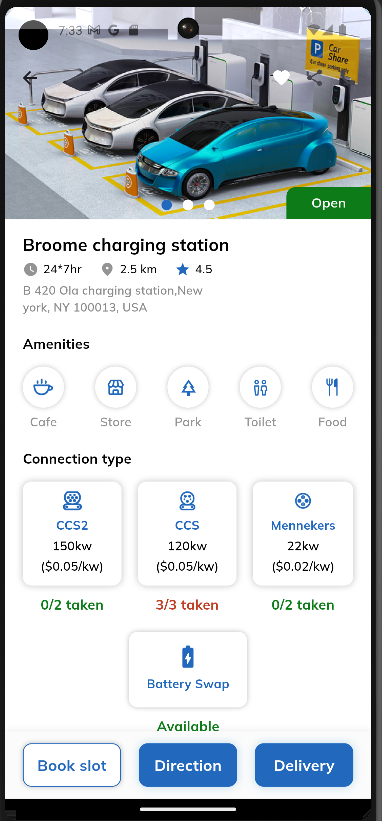 7:33
P Car
Share
Open
Broome charging station
24*7hr 2.5 km 4.5
B 420 Ola charging station,New
york, NY 100013, USA
Amenities
Cafe Store Park Toilet Food
Connection type
CCS2 CCS Mennekers
150kw 120kw 22kw
($0.05/kw) ($0.05/kw) ($0.02/kw)
0/2 taken 3/3 taken 0/2 taken
Battery Swap
Available
Book slot Direction Delivery